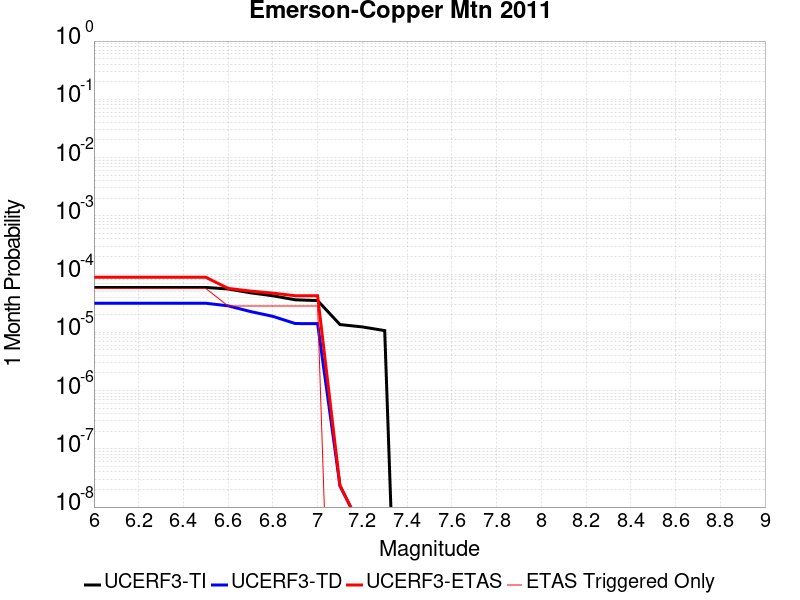 Emerson-Copper Mtn 2011
1 Month Probability
10^0
10^-1
10^-2
10^-3
10^-4
10^-5
10^-6
10^-7
10^-8
6 6.2 6.4 6.6 6.8 7 7.2 7.4 7.6 7.8 8 8.2 8.4 8.6 8.8 9
Magnitude
UCERF3-TI UCERF3-TD UCERF3-ETAS ETAS Triggered Only